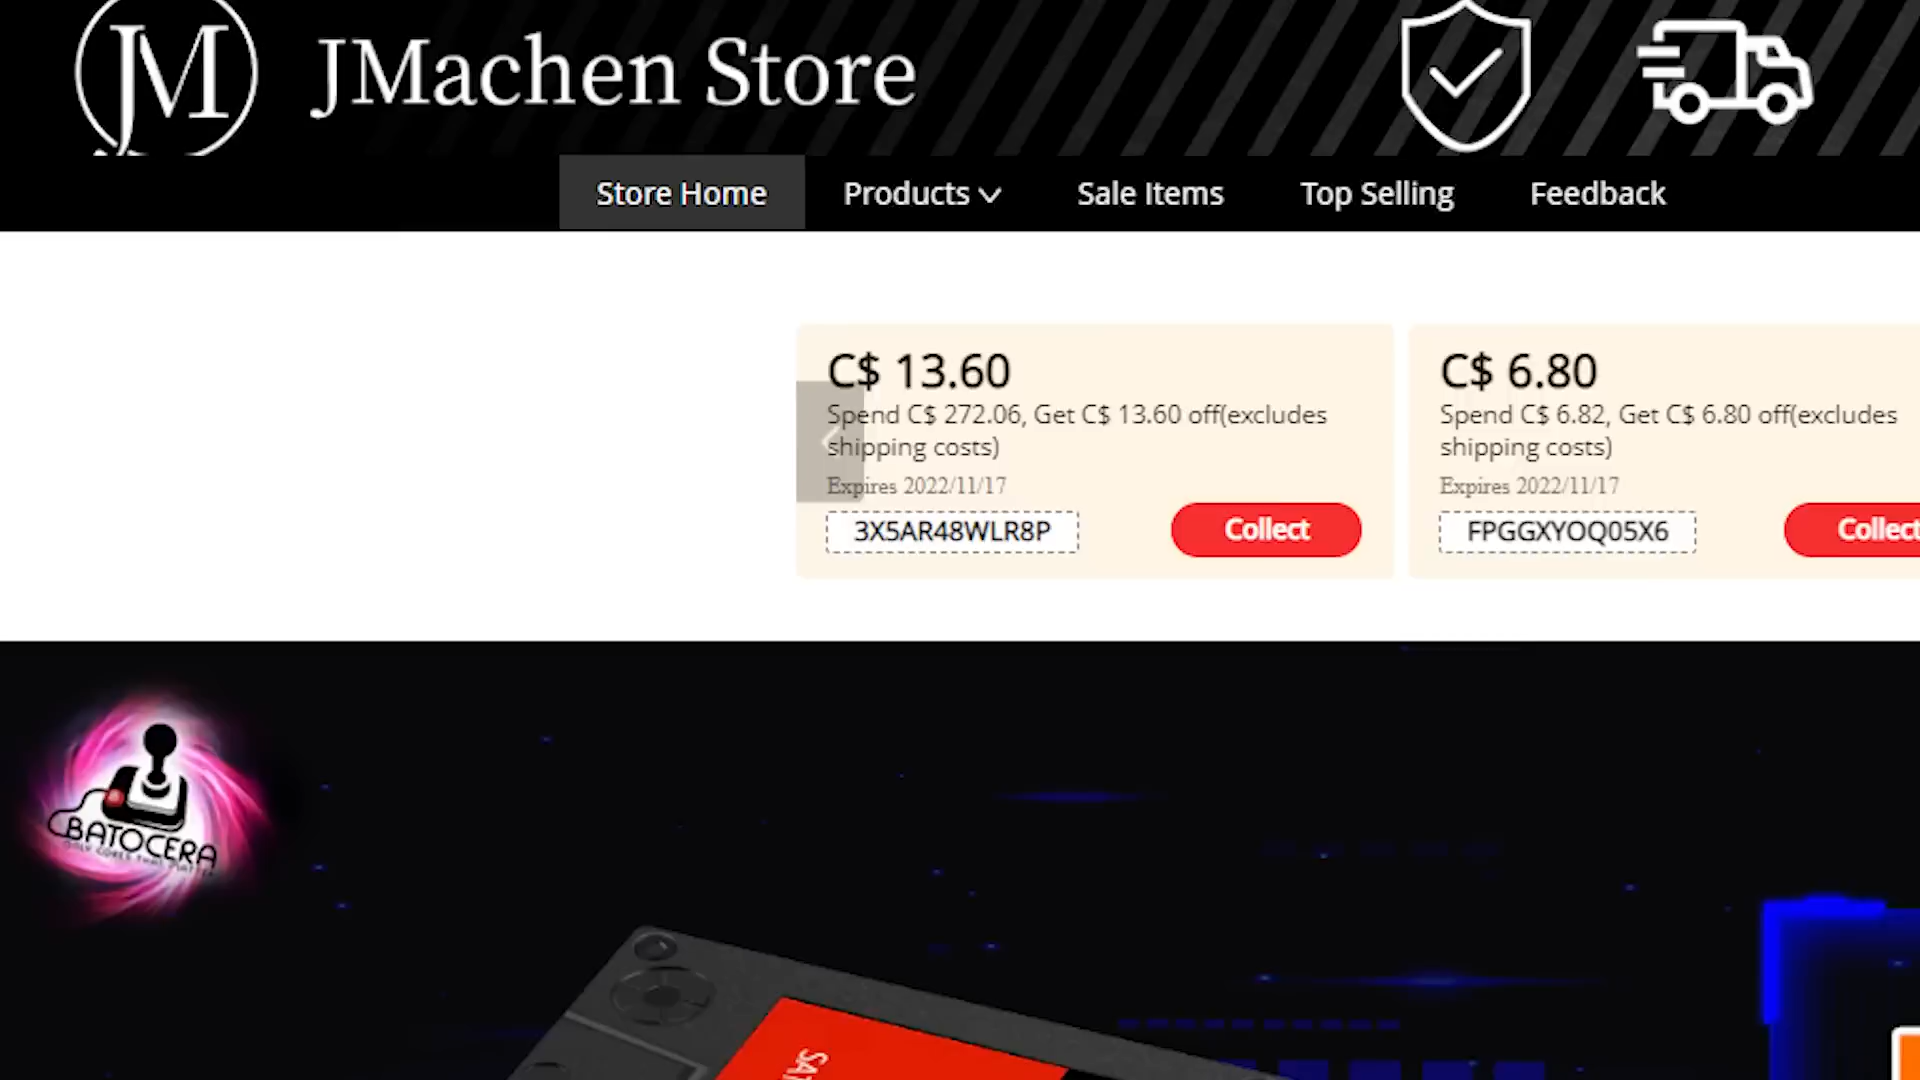 JM JMachen Store
Store Home Products Sale Items Top Selling Feedback
C$ 13.60
Spend C$ 272.06, Get C$ 13.60 off(excludes
shipping costs)
Expires 2022/11/17
3X5AR48WLR8P Collect
C$ 6.80
Spend C$ 6.82, Get C$ 6.80 off(excludes
shipping costs)
Expires 2022/11/17
FPGGXYOQ05X6 Collect
BATOCERA